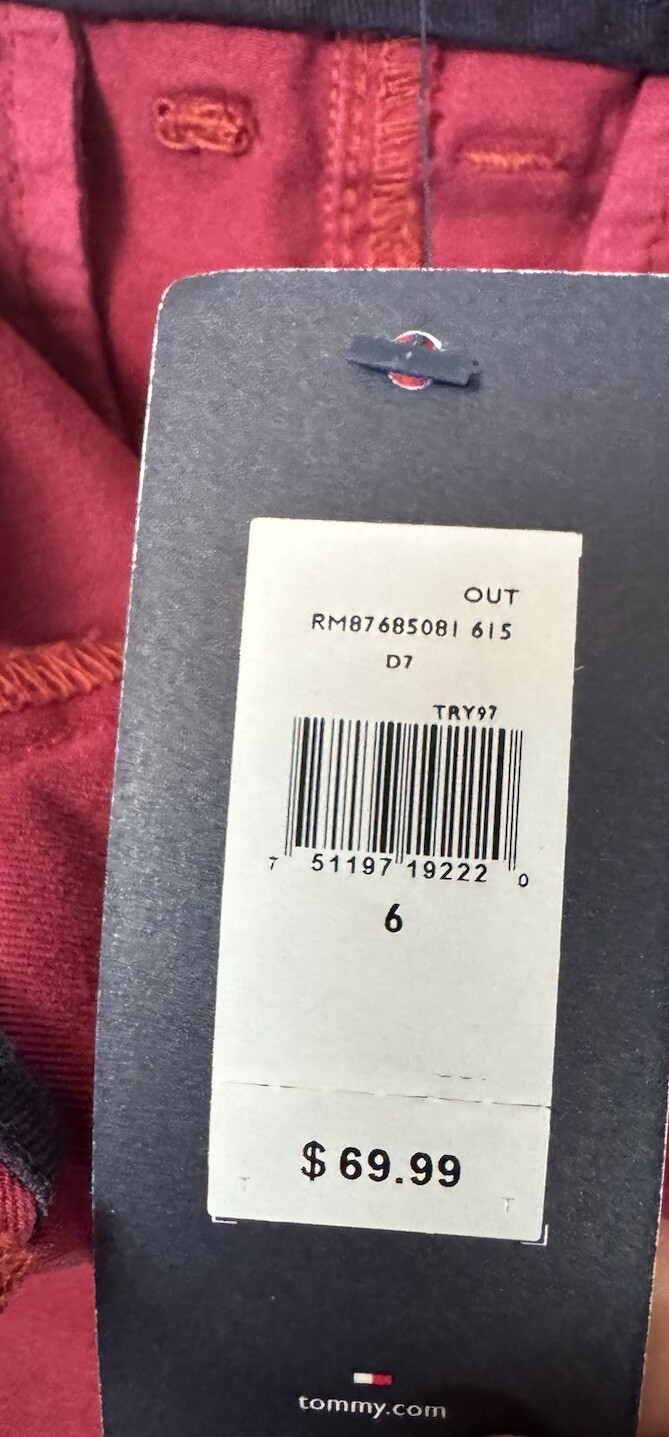 OUT
RM87685081 615
D7
TRY97
7 51197 19222 0
6
$ 69.99
T T
tommy.com